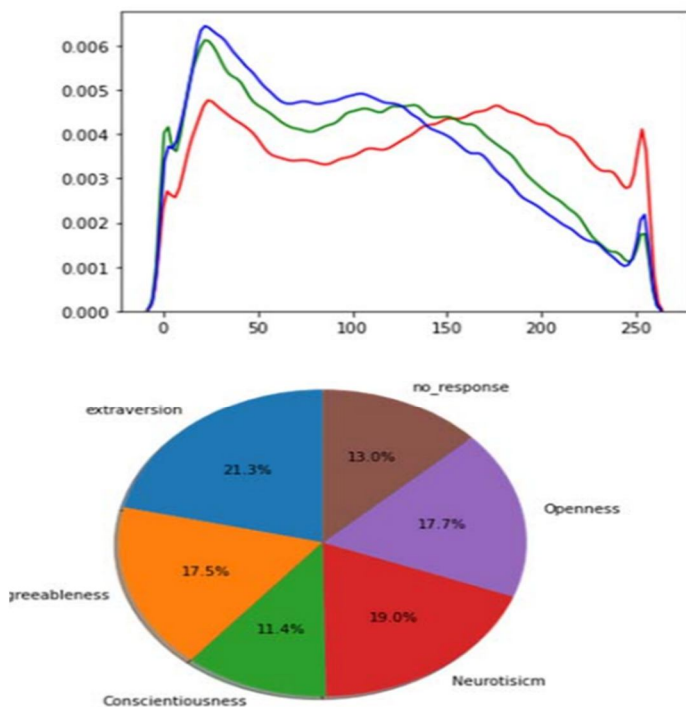 0.006
0.005
0.004
0.003
0.002
0.001
0.000
0 50 100 150 200 250
no_response
extraversion
13.0%
21.3%
Openness
17.7%
17.5%
greeableness
19.0%
11.4%
Neurotisicm
Conscientiousness